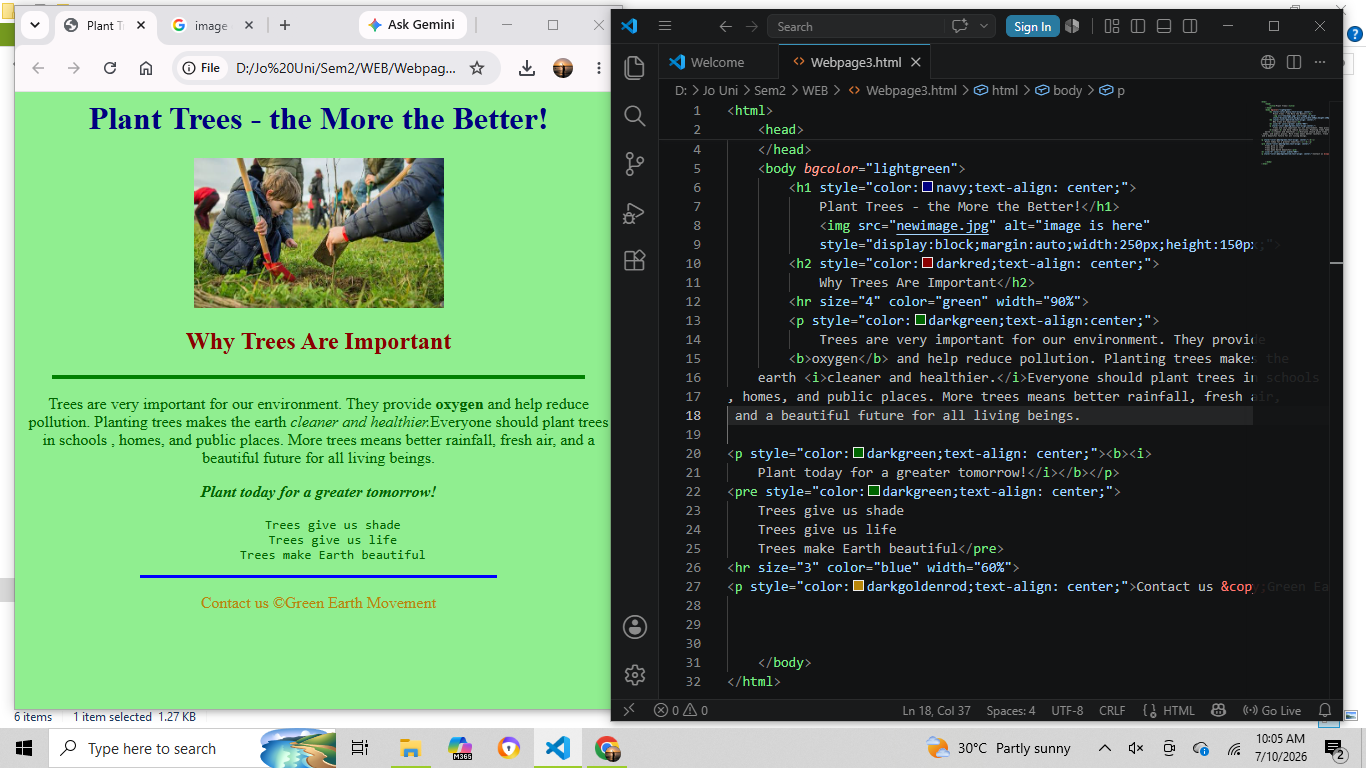 Plant T
image
Ask Gemini
File
D:/Jo%20Uni/Sem2/WEB/Webpag...
Plant Trees - the More the Better!
Why Trees Are Important
Trees are very important for our environment. They provide oxygen and help reduce
pollution. Planting trees makes the earth cleaner and healthier.Everyone should plant trees
in schools , homes, and public places. More trees means better rainfall, fresh air, and a
beautiful future for all living beings.
Plant today for a greater tomorrow!
Trees give us shade
Trees give us life
Trees make Earth beautiful
Contact us ©Green Earth Movement
6 items
1 item selected 1.27 KB
Search
Sign In
Welcome
<> Webpage3.html
D: > Jo Uni > Sem2 > WEB > <> Webpage3.html > html > body > p
1 <html>
2 <head>
4 </head>
5 <body bgcolor="lightgreen">
6 <h1 style="color:navy;text-align: center;">
7 Plant Trees - the More the Better!</h1>
8 <img src="newimage.jpg" alt="image is here"
9 style="display:block;margin:auto;width:250px;height:150px;">
10 <h2 style="color:darkred;text-align: center;">
11 Why Trees Are Important</h2>
12 <hr size="4" color="green" width="90%">
13 <p style="color:darkgreen;text-align:center;">
14 Trees are very important for our environment. They provide
15 <b>oxygen</b> and help reduce pollution. Planting trees makes the
16 earth <i>cleaner and healthier.</i>Everyone should plant trees in schools
17 , homes, and public places. More trees means better rainfall, fresh air,
18 and a beautiful future for all living beings.
19
20 <p style="color:darkgreen;text-align: center;"><b><i>
21 Plant today for a greater tomorrow!</i></b></p>
22 <pre style="color:darkgreen;text-align: center;">
23 Trees give us shade
24 Trees give us life
25 Trees make Earth beautiful</pre>
26 <hr size="3" color="blue" width="60%">
27 <p style="color:darkgoldenrod;text-align: center;">Contact us &copy;Green Ea
28
29
30
31 </body>
32 </html>
0 0
Ln 18, Col 37
Spaces: 4
UTF-8
CRLF
{} HTML
Go Live
Type here to search
M365
30°C Partly sunny
10:05 AM
7/10/2026
2